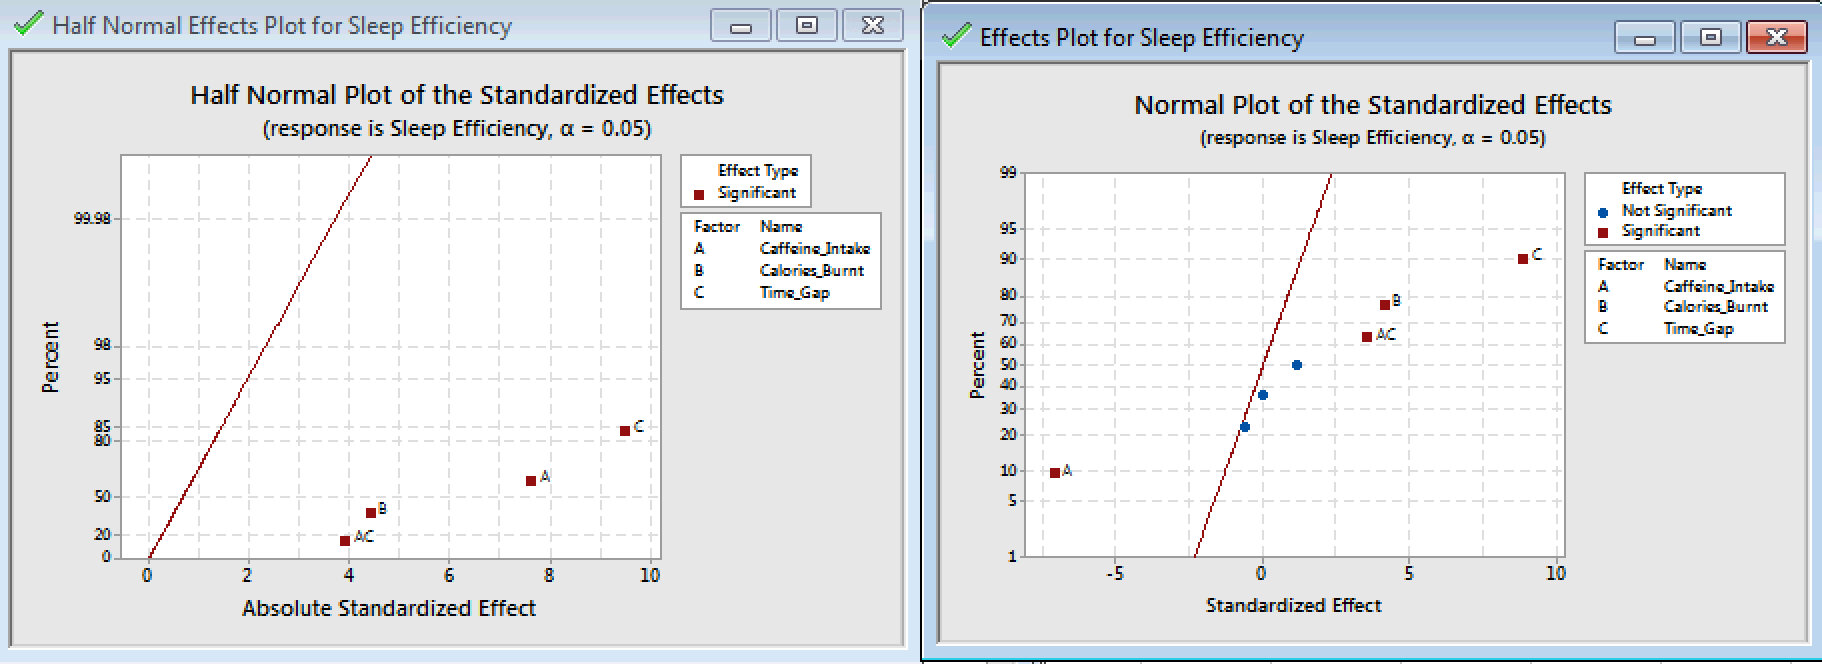 Half Normal Effects Plot for Sleep Efficiency
Half Normal Plot of the Standardized Effects
(response is Sleep Efficiency, α = 0.05)
Effect Type
Significant
Factor Name
A Caffeine_Intake
B Calories_Burnt
C Time_Gap
Percent
99.98
98
95
85
80
50
20
0
C
A
B
AC
0 2 4 6 8 10
Absolute Standardized Effect
Effects Plot for Sleep Efficiency
Normal Plot of the Standardized Effects
(response is Sleep Efficiency, α = 0.05)
Effect Type
Not Significant
Significant
Factor Name
A Caffeine_Intake
B Calories_Burnt
C Time_Gap
Percent
99
95
90
80
70
60
50
40
30
20
10
5
1
C
B
AC
A
-5 0 5 10
Standardized Effect